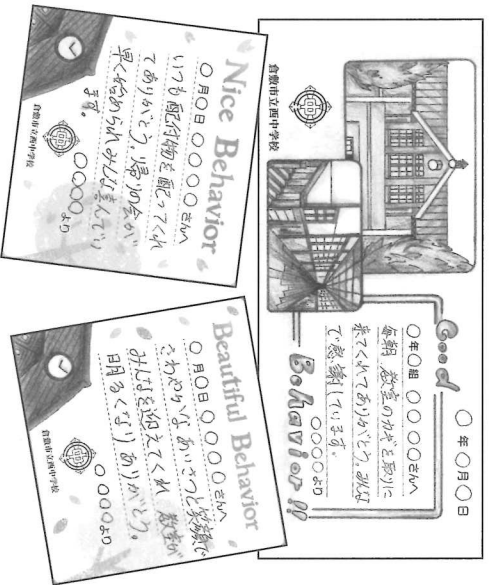 Nice Behavior
○月○日 ○○○○さんへ
いつも配付物を配ってくれ
てありがとう。帰りの会が
早く始められみんな喜んでい
ます。
○○○○より
倉敷市立西中学校
Beautiful Behavior
○月○日 ○○○○さんへ
さわやかなあいさつと笑顔で
みんなを迎えてくれ 教室が
明るくなりありがとう。
○○○○より
倉敷市立西中学校
倉敷市立西中学校
○年○月○日
Good
○年○組 ○○○○さんへ
毎朝 教室のカギを取りに
来てくれてありがとう。みんな
で感謝しています。
○○○○より
Behavior!!